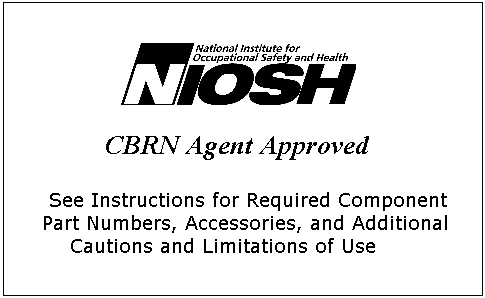 National Institute for
Occupational Safety and Health
NIOSH
CBRN Agent Approved
See Instructions for Required Component
Part Numbers, Accessories, and Additional
Cautions and Limitations of Use